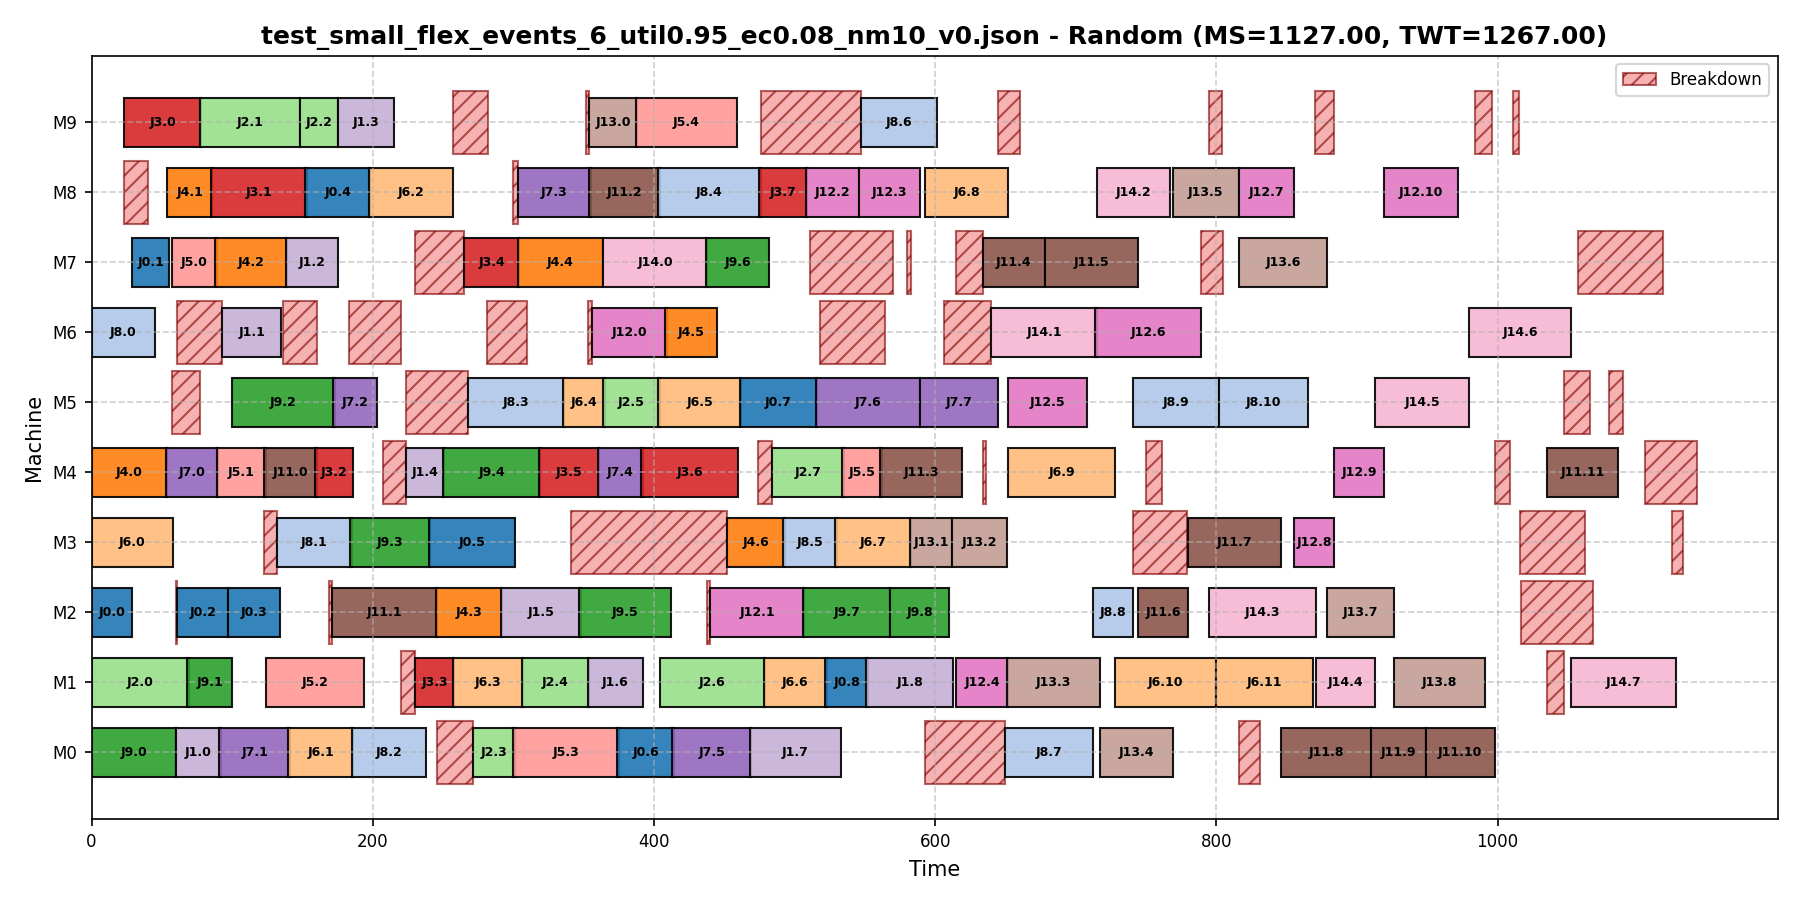 test_small_flex_events_6_util0.95_ec0.08_nm10_v0.json - Random (MS=1127.00, TWT=1267.00)
Breakdown
M9 J3.0 J2.1 J2.2 J1.3 J13.0 J5.4 J8.6
M8 J4.1 J3.1 J0.4 J6.2 J7.3 J11.2 J8.4 J3.7 J12.2 J12.3 J6.8 J14.2 J13.5 J12.7 J12.10
M7 J0.1 J5.0 J4.2 J1.2 J3.4 J4.4 J14.0 J9.6 J11.4 J11.5 J13.6
M6 J8.0 J1.1 J12.0 J4.5 J14.1 J12.6 J14.6
M5 J9.2 J7.2 J8.3 J6.4 J2.5 J6.5 J0.7 J7.6 J7.7 J12.5 J8.9 J8.10 J14.5
M4 J4.0 J7.0 J5.1 J11.0 J3.2 J1.4 J9.4 J3.5 J7.4 J3.6 J2.7 J5.5 J11.3 J6.9 J12.9 J11.11
M3 J6.0 J8.1 J9.3 J0.5 J4.6 J8.5 J6.7 J13.1 J13.2 J11.7 J12.8
M2 J0.0 J0.2 J0.3 J11.1 J4.3 J1.5 J9.5 J12.1 J9.7 J9.8 J8.8 J11.6 J14.3 J13.7
M1 J2.0 J9.1 J5.2 J3.3 J6.3 J2.4 J1.6 J2.6 J6.6 J0.8 J1.8 J12.4 J13.3 J6.10 J6.11 J14.4 J13.8 J14.7
M0 J9.0 J1.0 J7.1 J6.1 J8.2 J2.3 J5.3 J0.6 J7.5 J1.7 J8.7 J13.4 J11.8 J11.9 J11.10
Machine
0 200 400 600 800 1000
Time